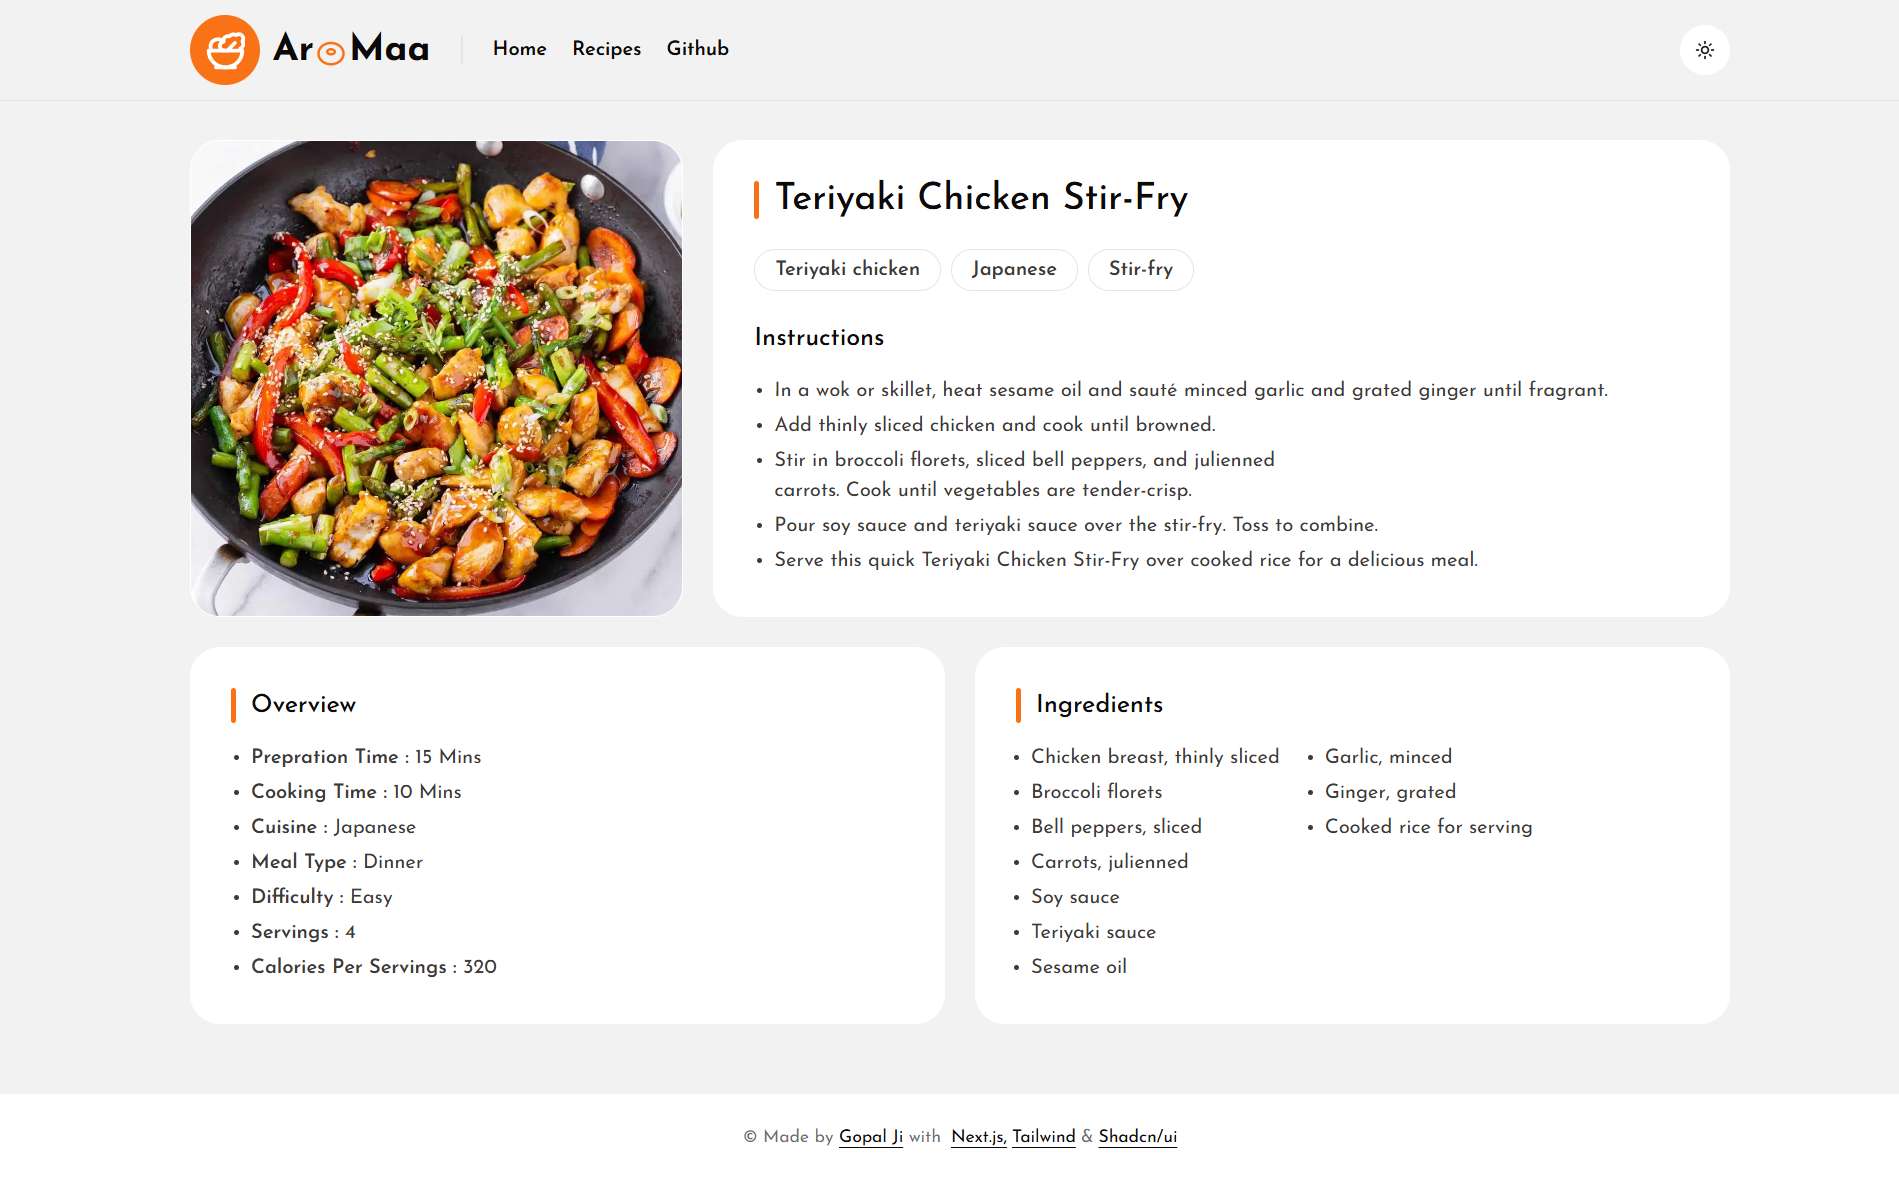 Ar Maa
Home Recipes Github
Teriyaki Chicken Stir-Fry
Teriyaki chicken Japanese Stir-fry
Instructions
• In a wok or skillet, heat sesame oil and sauté minced garlic and grated ginger until fragrant.
• Add thinly sliced chicken and cook until browned.
• Stir in broccoli florets, sliced bell peppers, and julienned
carrots. Cook until vegetables are tender-crisp.
• Pour soy sauce and teriyaki sauce over the stir-fry. Toss to combine.
• Serve this quick Teriyaki Chicken Stir-Fry over cooked rice for a delicious meal.
Overview
• Prepration Time : 15 Mins
• Cooking Time : 10 Mins
• Cuisine : Japanese
• Meal Type : Dinner
• Difficulty : Easy
• Servings : 4
• Calories Per Servings : 320
Ingredients
• Chicken breast, thinly sliced
• Broccoli florets
• Bell peppers, sliced
• Carrots, julienned
• Soy sauce
• Teriyaki sauce
• Sesame oil
• Garlic, minced
• Ginger, grated
• Cooked rice for serving
© Made by Gopal Ji with Next.js, Tailwind & Shadcn/ui